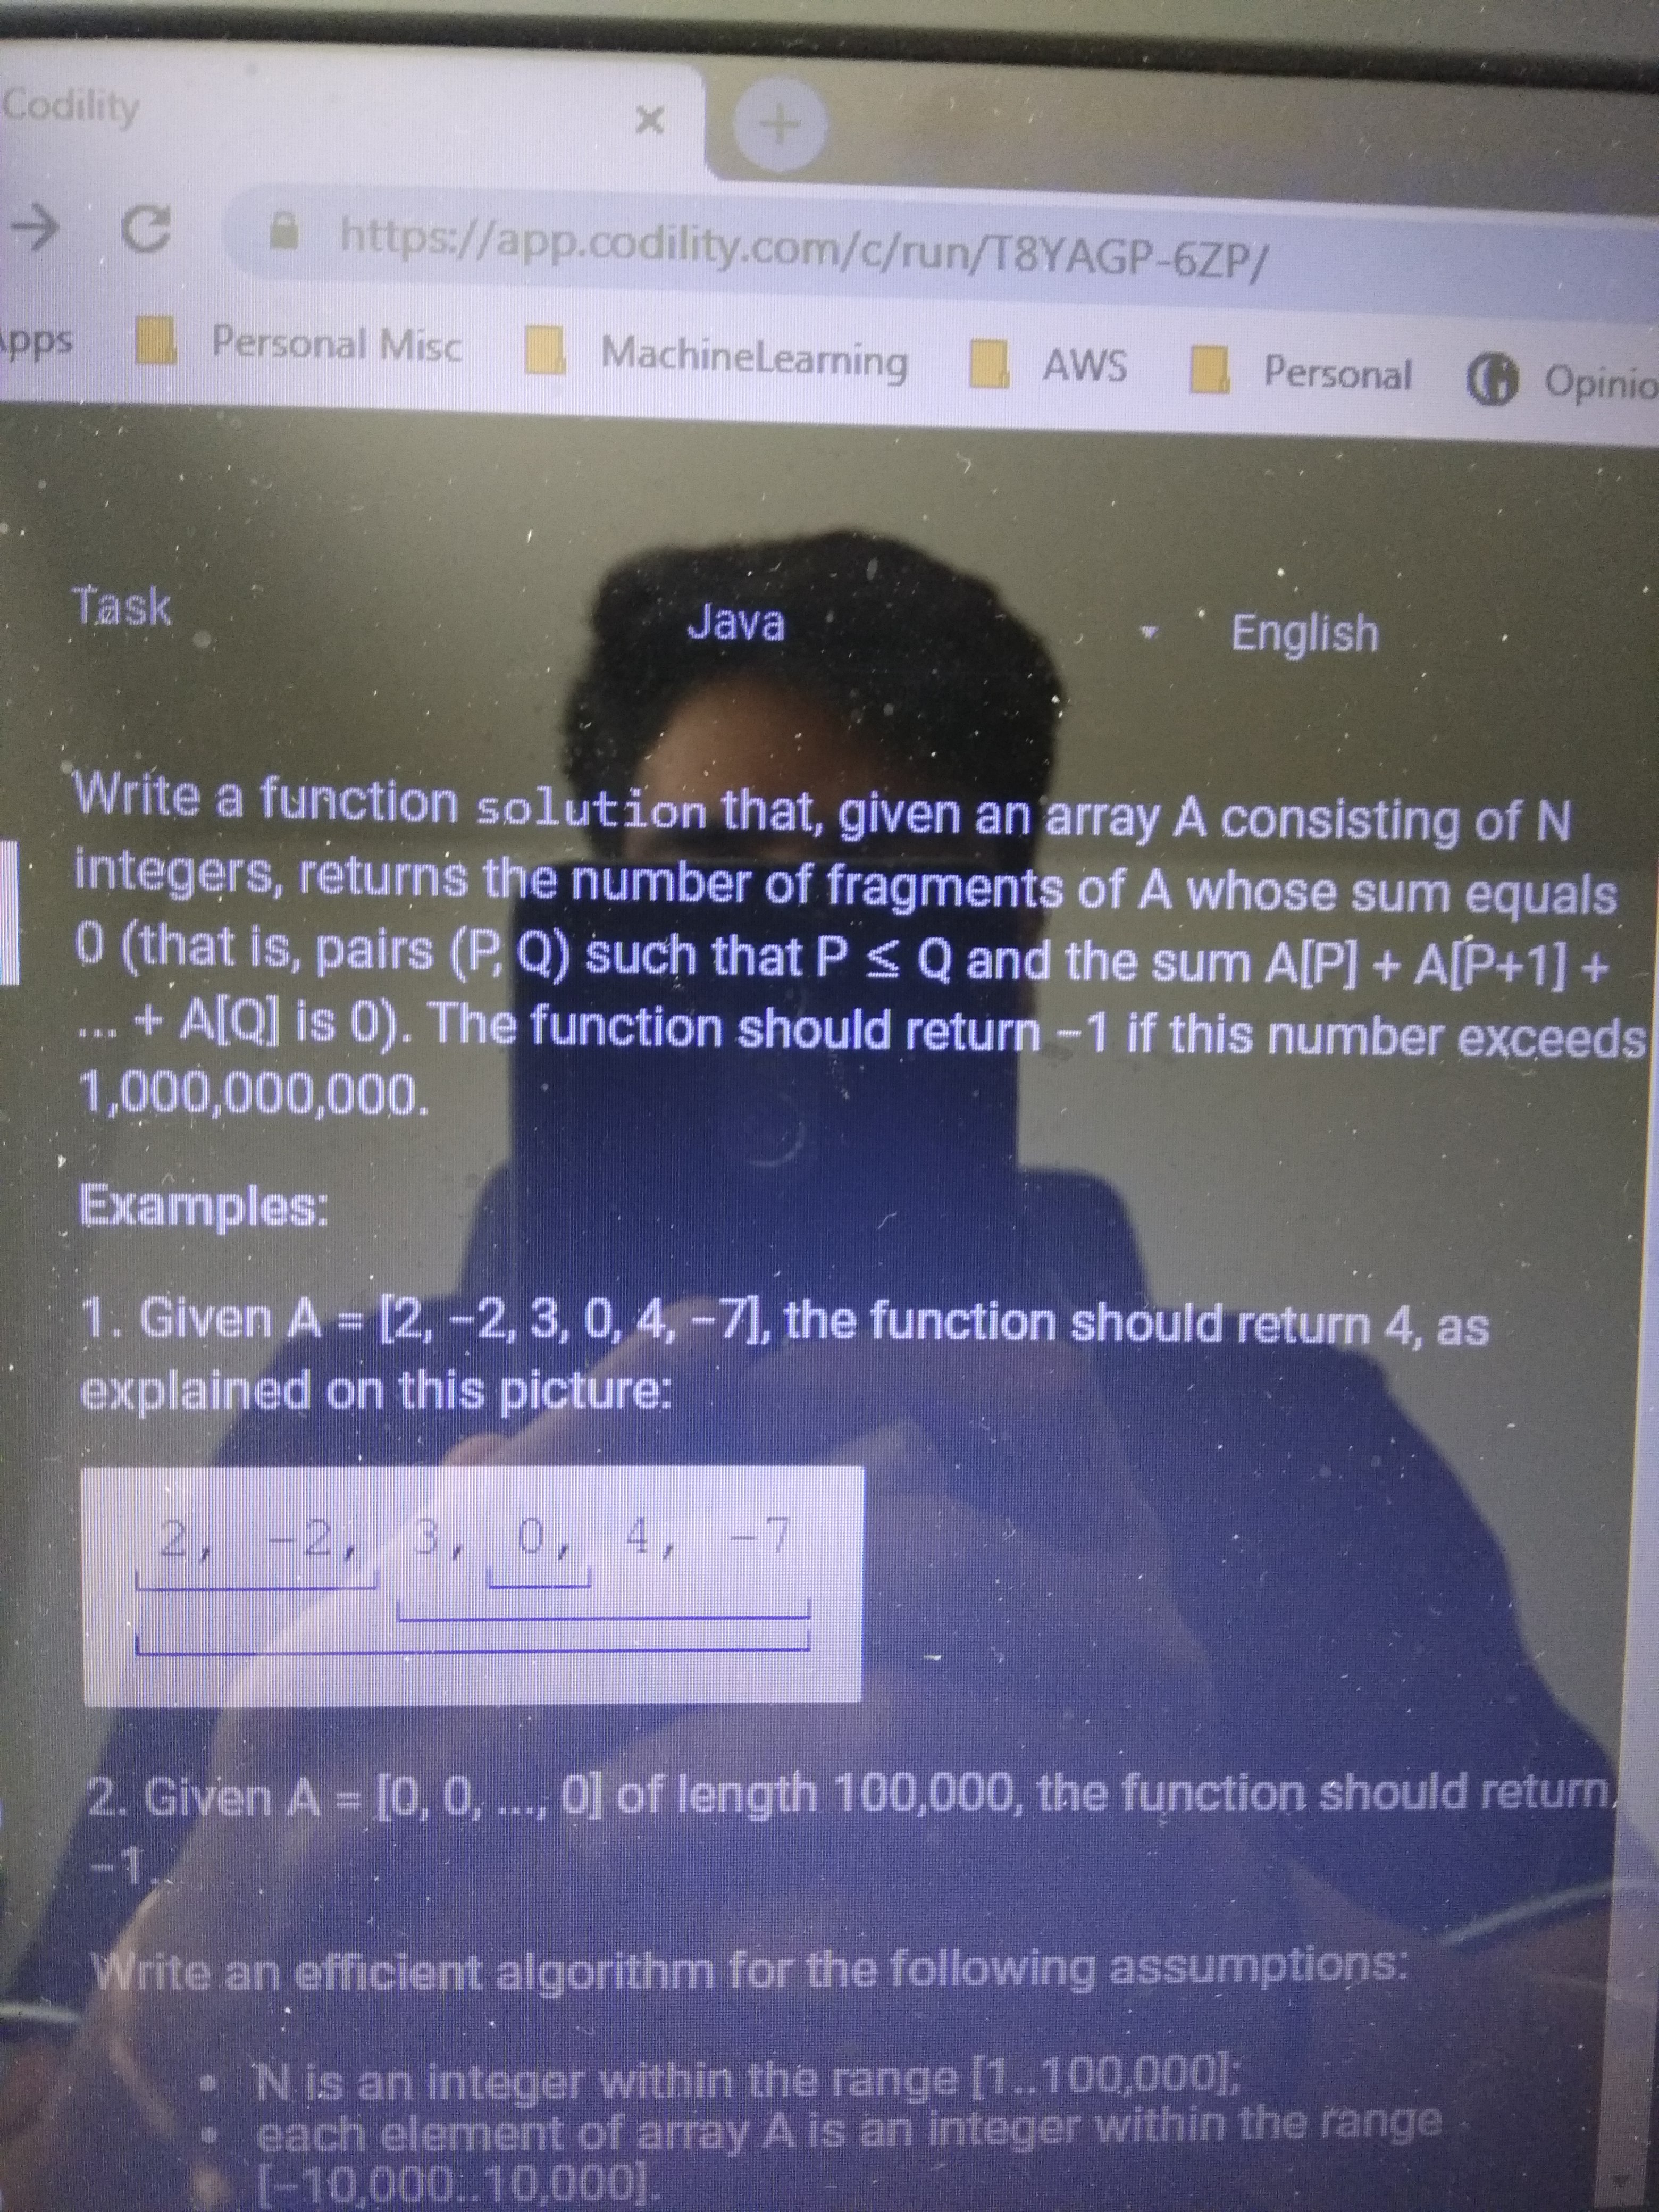 Codility
https://app.codility.com/c/run/T8YAGP-6ZP/
Personal Misc MachineLearning AWS Personal
Task Java English
Write a function solution that, given an array A consisting of N
integers, returns the number of fragments of A whose sum equals
0 (that is, pairs (P, Q) such that P ≤ Q and the sum A[P] + A[P+1] +
... + A[Q] is 0). The function should return −1 if this number exceeds
1,000,000,000.
Examples:
1. Given A = [2, −2, 3, 0, 4, −7], the function should return 4, as
explained on this picture:
2, -2, 3, 0, 4, -7
2. Given A = [0, 0, ..., 0] of length 100,000, the function should return
−1.
Write an efficient algorithm for the following assumptions:
• N is an integer within the range [1..100,000];
• each element of array A is an integer within the range
[−10,000..10,000].